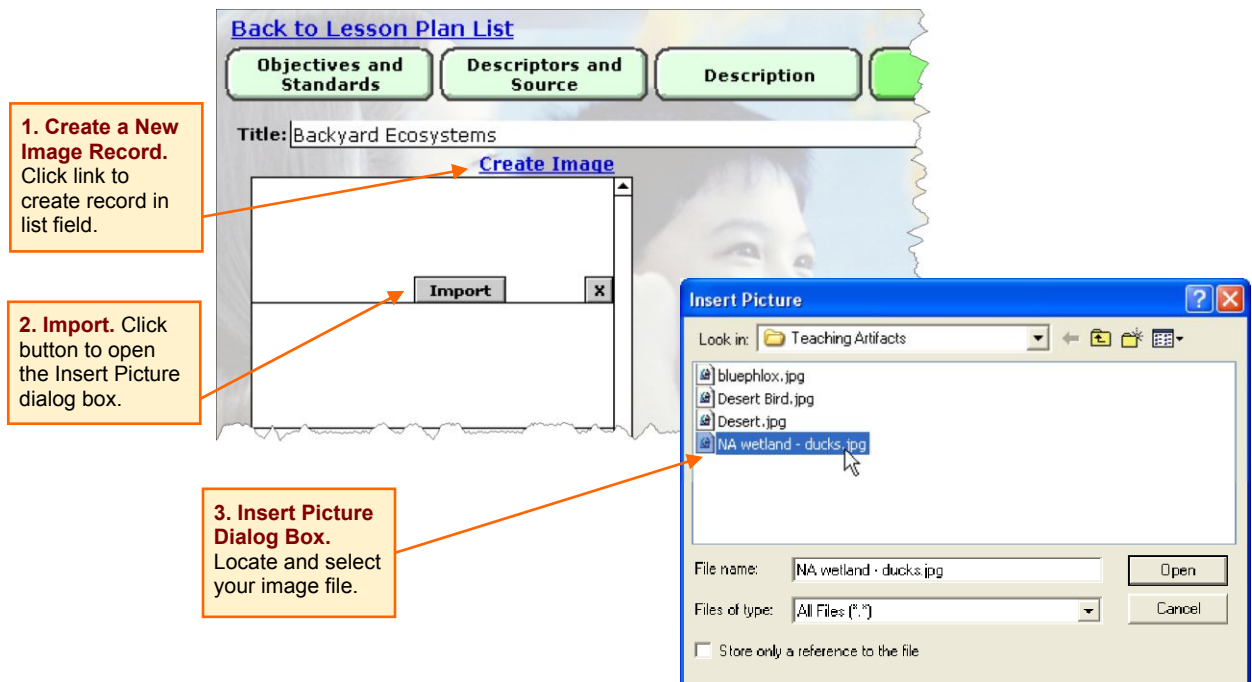 Back to Lesson Plan List
Objectives and
Standards
Descriptors and
Source
Description
Title: Backyard Ecosystems
Create Image
Import
X
1. Create a New
Image Record.
Click link to
create record in
list field.
2. Import. Click
button to open
the Insert Picture
dialog box.
3. Insert Picture
Dialog Box.
Locate and select
your image file.
Insert Picture
Look in: Teaching Artifacts
bluephlox.jpg
Desert Bird.jpg
Desert.jpg
NA wetland - ducks.jpg
File name: NA wetland - ducks.jpg
Open
Files of type: All Files (*.*)
Cancel
Store only a reference to the file